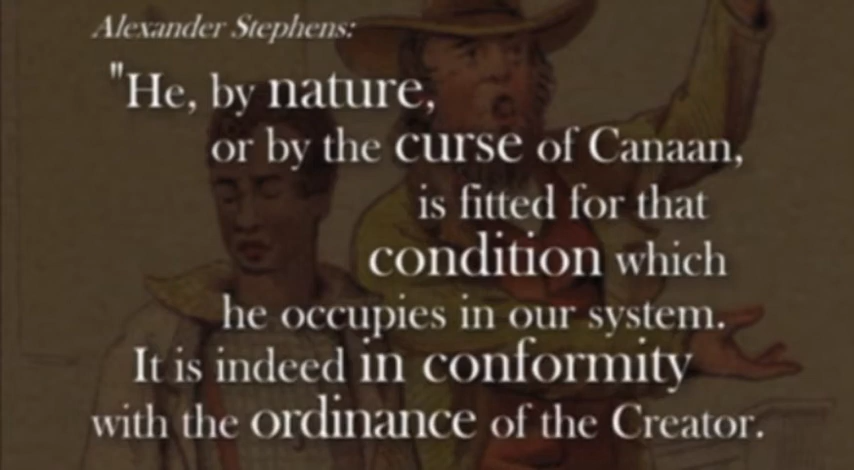 Alexander Stephens:
"He, by nature,
or by the curse of Canaan,
is fitted for that
condition which
he occupies in our system.
It is indeed in conformity
with the ordinance of the Creator.